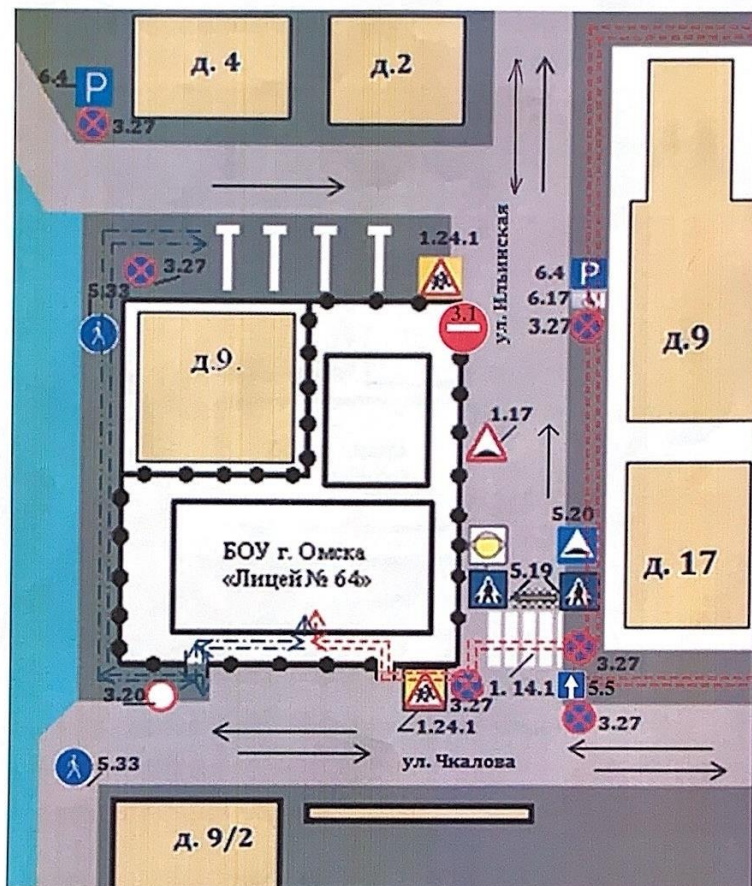 д. 4
д.2
6.4
P
3.27
1.24.1
3.27
5.33
ул. Ильинская
6.4
P
6.17
3.27
3.1
д.9.
д.9
1.17
5.20
БОУ г. Омска
«Лицей № 64»
5.19
д. 17
3.27
3.20
3.27
1. 14.1
5.5
1.24.1
3.27
ул. Чкалова
5.33
д. 9/2